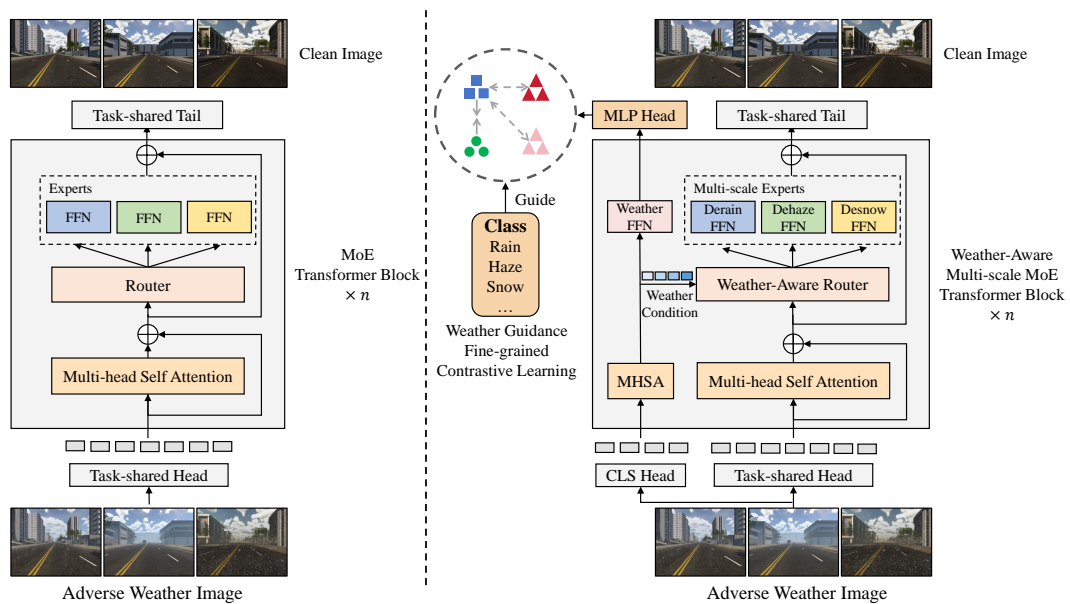 Clean Image
Task-shared Tail
Experts
FFN
FFN
FFN
Router
Multi-head Self Attention
MoE
Transformer Block
× n
Task-shared Head
Adverse Weather Image
Clean Image
MLP Head
Task-shared Tail
Guide
Class
Rain
Haze
Snow
…
Weather Guidance
Fine-grained
Contrastive Learning
Weather
FFN
Multi-scale Experts
Derain
FFN
Dehaze
FFN
Desnow
FFN
Weather-Aware Router
Weather
Condition
MHSA
Multi-head Self Attention
Weather-Aware
Multi-scale MoE
Transformer Block
× n
CLS Head
Task-shared Head
Adverse Weather Image